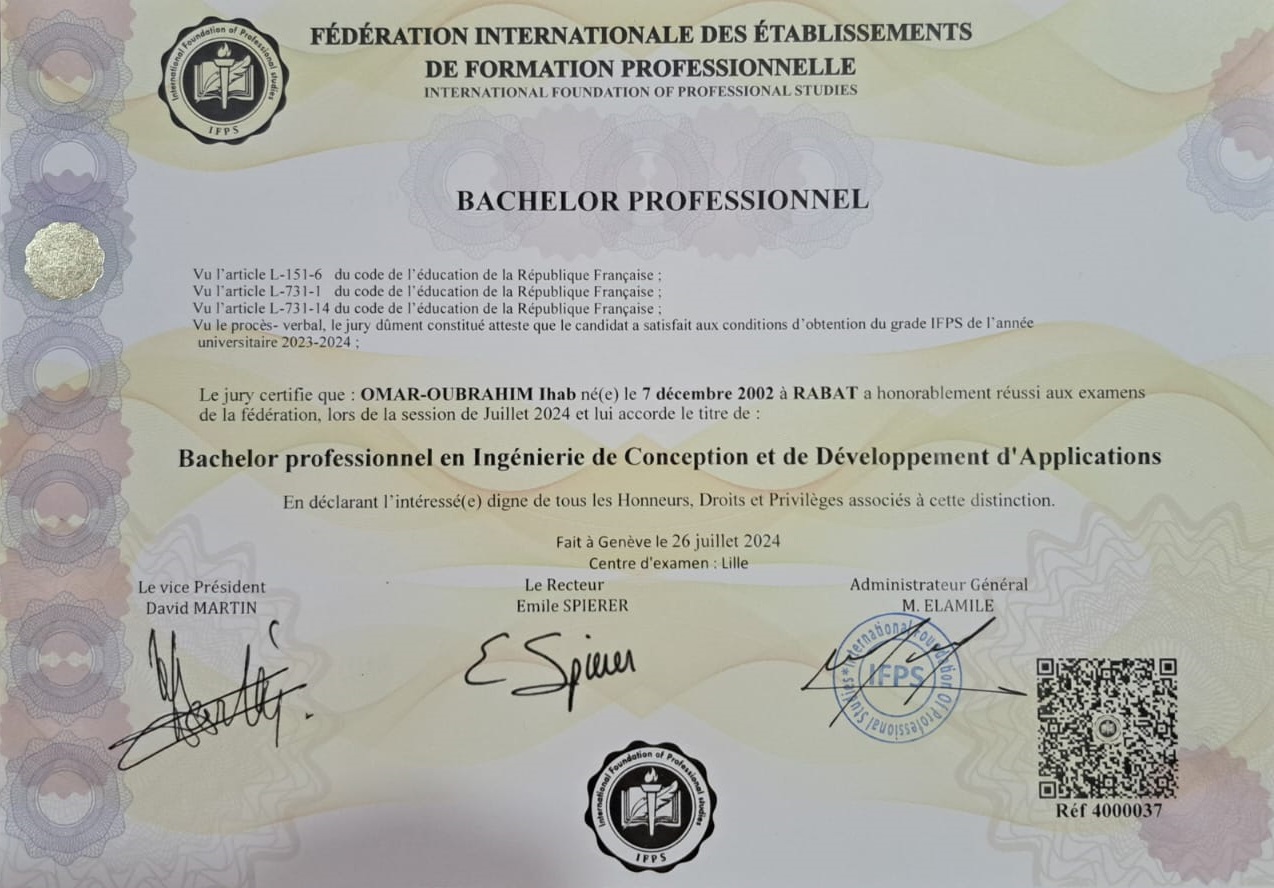 International Foundation of Professional studies
IFPS
FÉDÉRATION INTERNATIONALE DES ÉTABLISSEMENTS
DE FORMATION PROFESSIONNELLE
INTERNATIONAL FOUNDATION OF PROFESSIONAL STUDIES
BACHELOR PROFESSIONNEL
Vu l'article L-151-6 du code de l'éducation de la République Française ;
Vu l'article L-731-1 du code de l'éducation de la République Française ;
Vu l'article L-731-14 du code de l'éducation de la République Française ;
Vu le procès- verbal, le jury dûment constitué atteste que le candidat a satisfait aux conditions d'obtention du grade IFPS de l'année
universitaire 2023-2024 ;
Le jury certifie que : OMAR-OUBRAHIM Ihab né(e) le 7 décembre 2002 à RABAT a honorablement réussi aux examens
de la fédération, lors de la session de Juillet 2024 et lui accorde le titre de :
Bachelor professionnel en Ingénierie de Conception et de Développement d'Applications
En déclarant l'intéressé(e) digne de tous les Honneurs, Droits et Privilèges associés à cette distinction.
Fait à Genève le 26 juillet 2024
Centre d'examen : Lille
Le vice Président
David MARTIN
Le Recteur
Emile SPIERER
Administrateur Général
M. ELAMILE
E Spierer
International Foundation Of Professional Studies
IFPS
International Foundation of Professional studies
IFPS
Réf 4000037